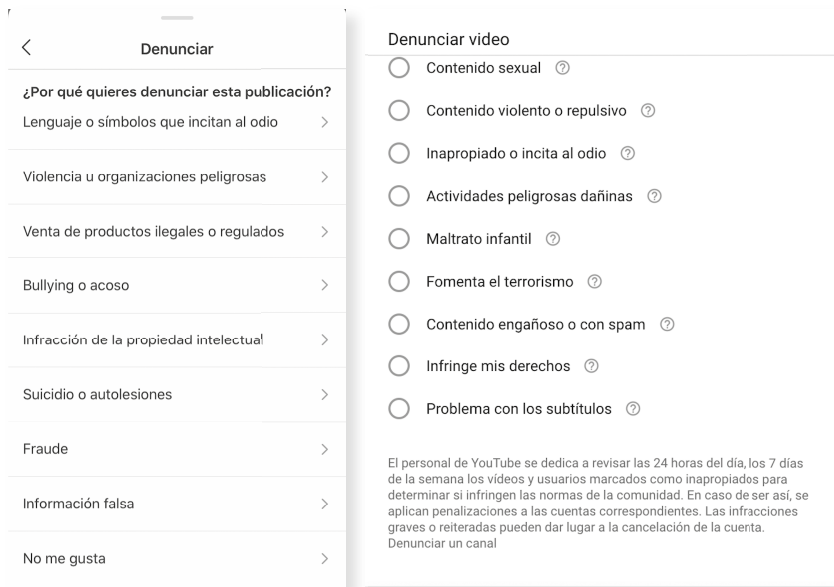 Denunciar
¿Por qué quieres denunciar esta publicación?
Lenguaje o símbolos que incitan al odio
Violencia u organizaciones peligrosas
Venta de productos ilegales o regulados
Bullying o acoso
Infracción de la propiedad intelectual
Suicidio o autolesiones
Fraude
Información falsa
No me gusta
Denunciar video
Contenido sexual
Contenido violento o repulsivo
Inapropiado o incita al odio
Actividades peligrosas dañinas
Maltrato infantil
Fomenta el terrorismo
Contenido engañoso o con spam
Infringe mis derechos
Problema con los subtítulos
El personal de YouTube se dedica a revisar las 24 horas del día, los 7 días
de la semana los vídeos y usuarios marcados como inapropiados para
determinar si infringen las normas de la comunidad. En caso de ser así, se
aplican penalizaciones a las cuentas correspondientes. Las infracciones
graves o reiteradas pueden dar lugar a la cancelación de la cuenta.
Denunciar un canal